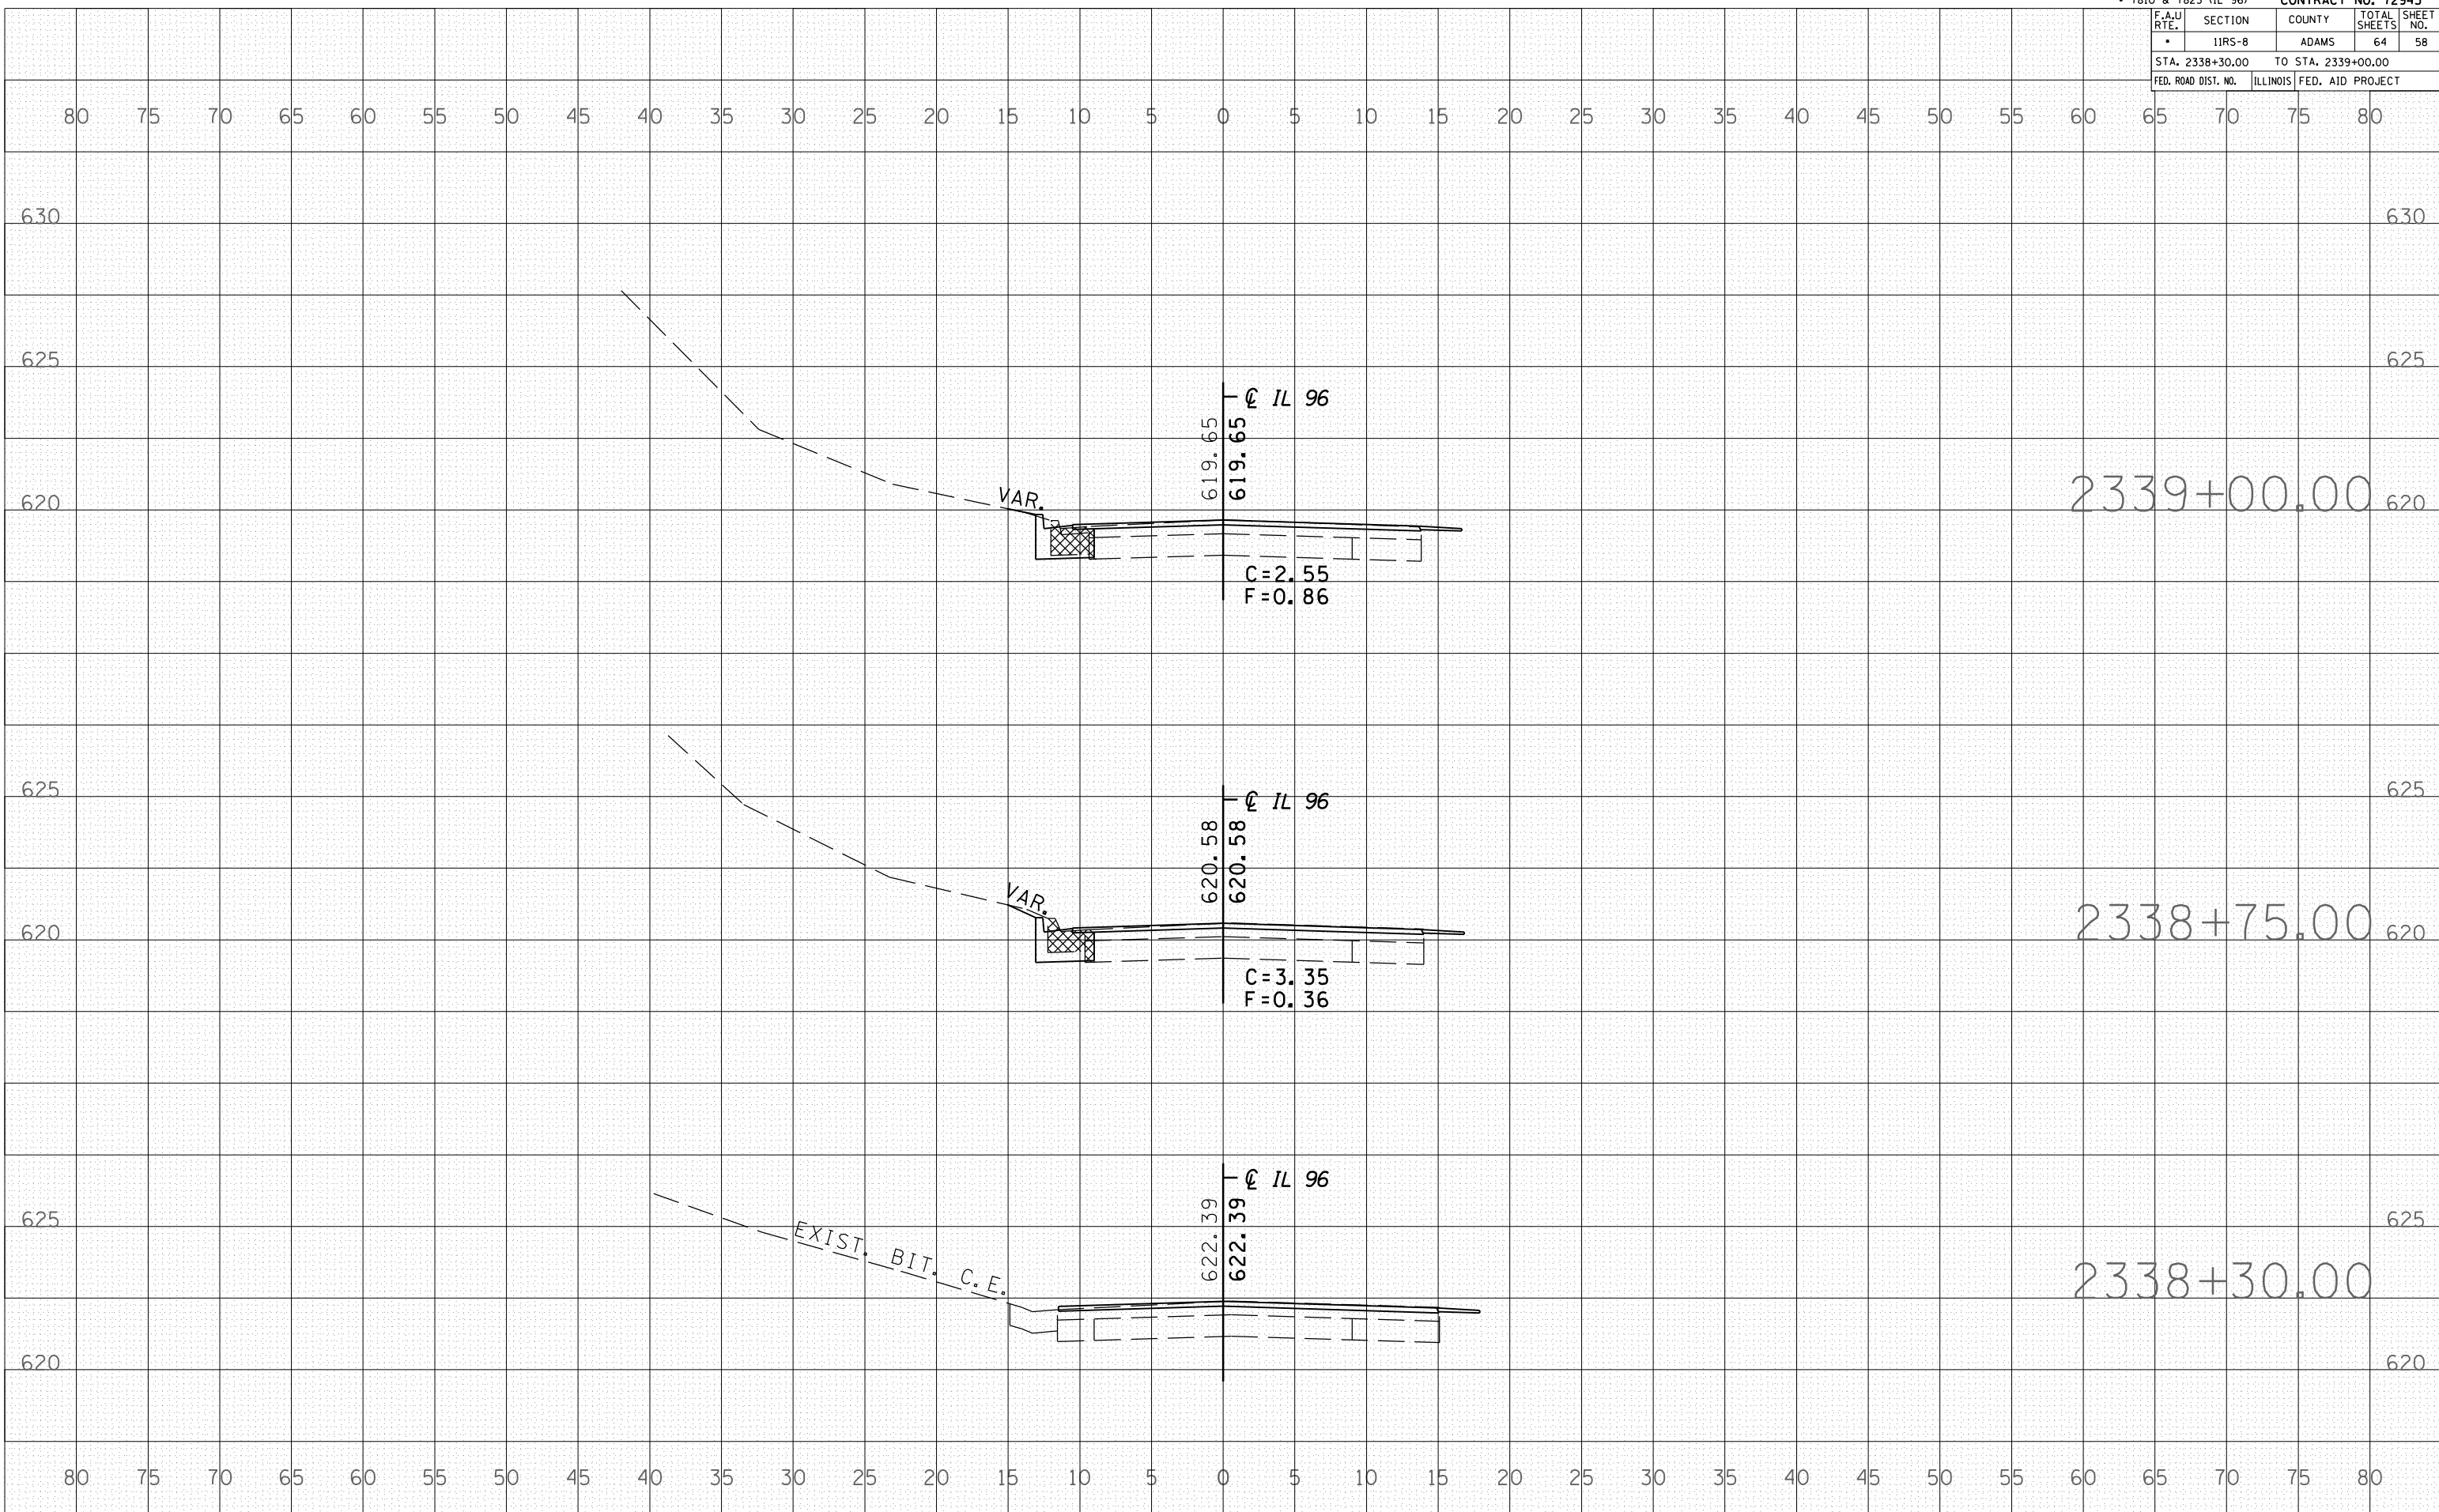 CONTRACT NO. 72945
F.A.U RTE. SECTION COUNTY TOTAL SHEETS SHEET NO.
* 11RS-8 ADAMS 64 58
STA. 2338+30.00 TO STA. 2339+00.00
FED. ROAD DIST. NO. ILLINOIS FED. AID PROJECT
80 75 70 65 60 55 50 45 40 35 30 25 20 15 10 5 0 5 10 15 20 25 30 35 40 45 50 55 60 65 70 75 80
630 630
625 625
℄ IL 96
619.65 619.65
VAR.
620 2339+00.00 620
C=2.55
F=0.86
625 625
℄ IL 96
620.58 620.58
VAR.
620 2338+75.00 620
C=3.35
F=0.36
℄ IL 96
625 625
622.39 622.39
EXIST. BIT. C.E.
2338+30.00
620 620
80 75 70 65 60 55 50 45 40 35 30 25 20 15 10 5 0 5 10 15 20 25 30 35 40 45 50 55 60 65 70 75 80